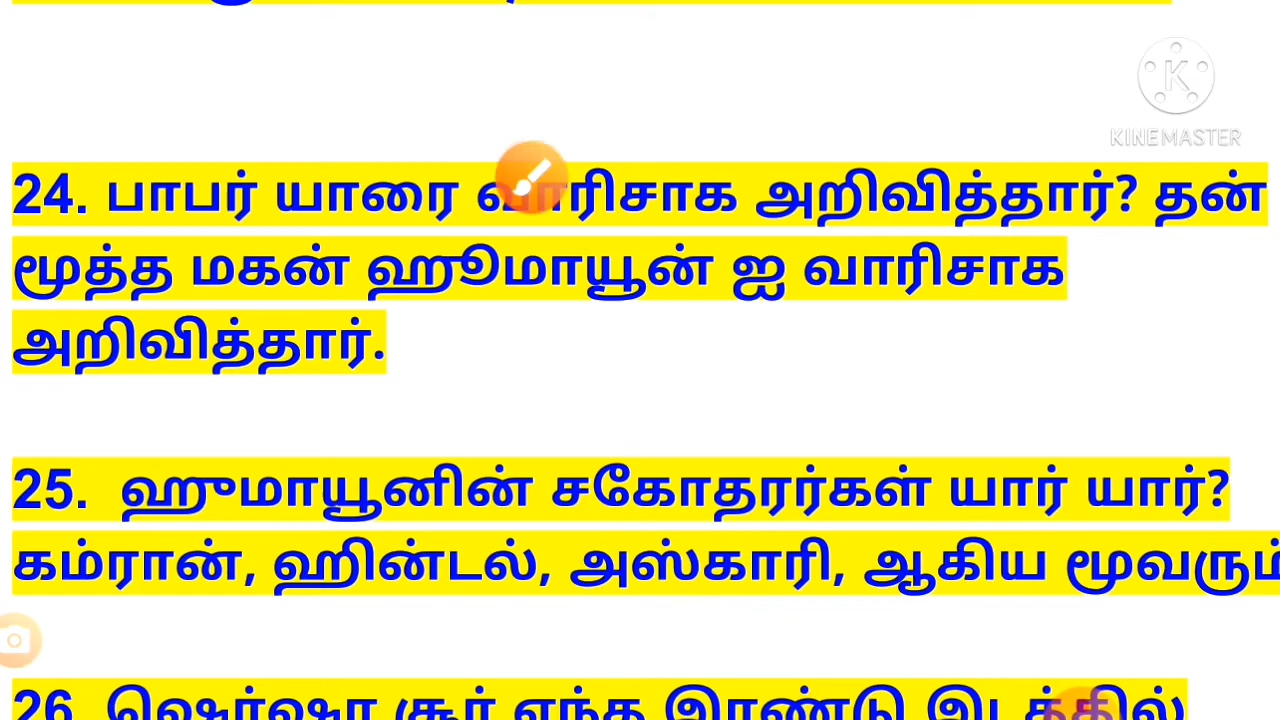 KINEMASTER
24. பாபர் யாரை வாரிசாக அறிவித்தார்? தன்
மூத்த மகன் ஹூமாயூன் ஐ வாரிசாக
அறிவித்தார்.
25. ஹுமாயூனின் சகோதரர்கள் யார் யார்?
கம்ரான், ஹின்டல், அஸ்காரி, ஆகிய மூவரும்
26. ஷெர்ஷா சூர் எந்த இரண்டு இடத்தில்